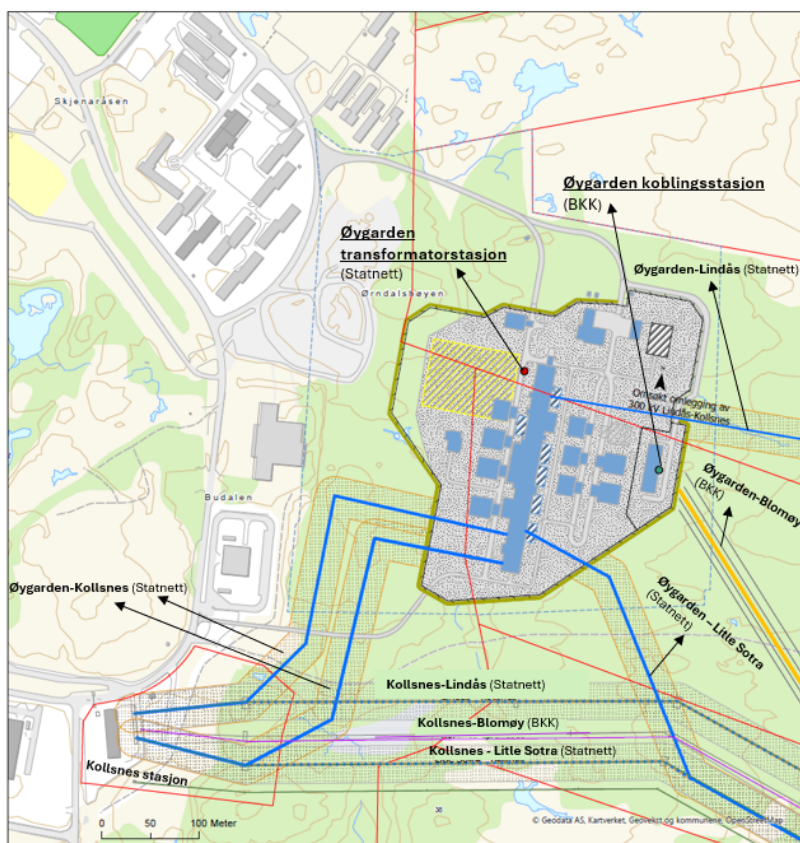 Skjenaråsen
Øygarden koblingsstasjon
(BKK)
Øygarden
transformatorstasjon
(Statnett)
Øygarden-Lindås (Statnett)
Ørndalshøyen
Omsøkt omlegging av
300 kV Lindås-Kollsnes
Øygarden-Blomøy
(BKK)
Budalen
Øygarden-Kollsnes (Statnett)
Øygarden – Litle Sotra
(Statnett)
Kollsnes-Lindås (Statnett)
Kollsnes-Blomøy (BKK)
Kollsnes - Litle Sotra (Statnett)
Kollsnes stasjon
38
0 50 100 Meter
© Geodata AS, Kartverket, Geovekst og kommunene, OpenStreetMap